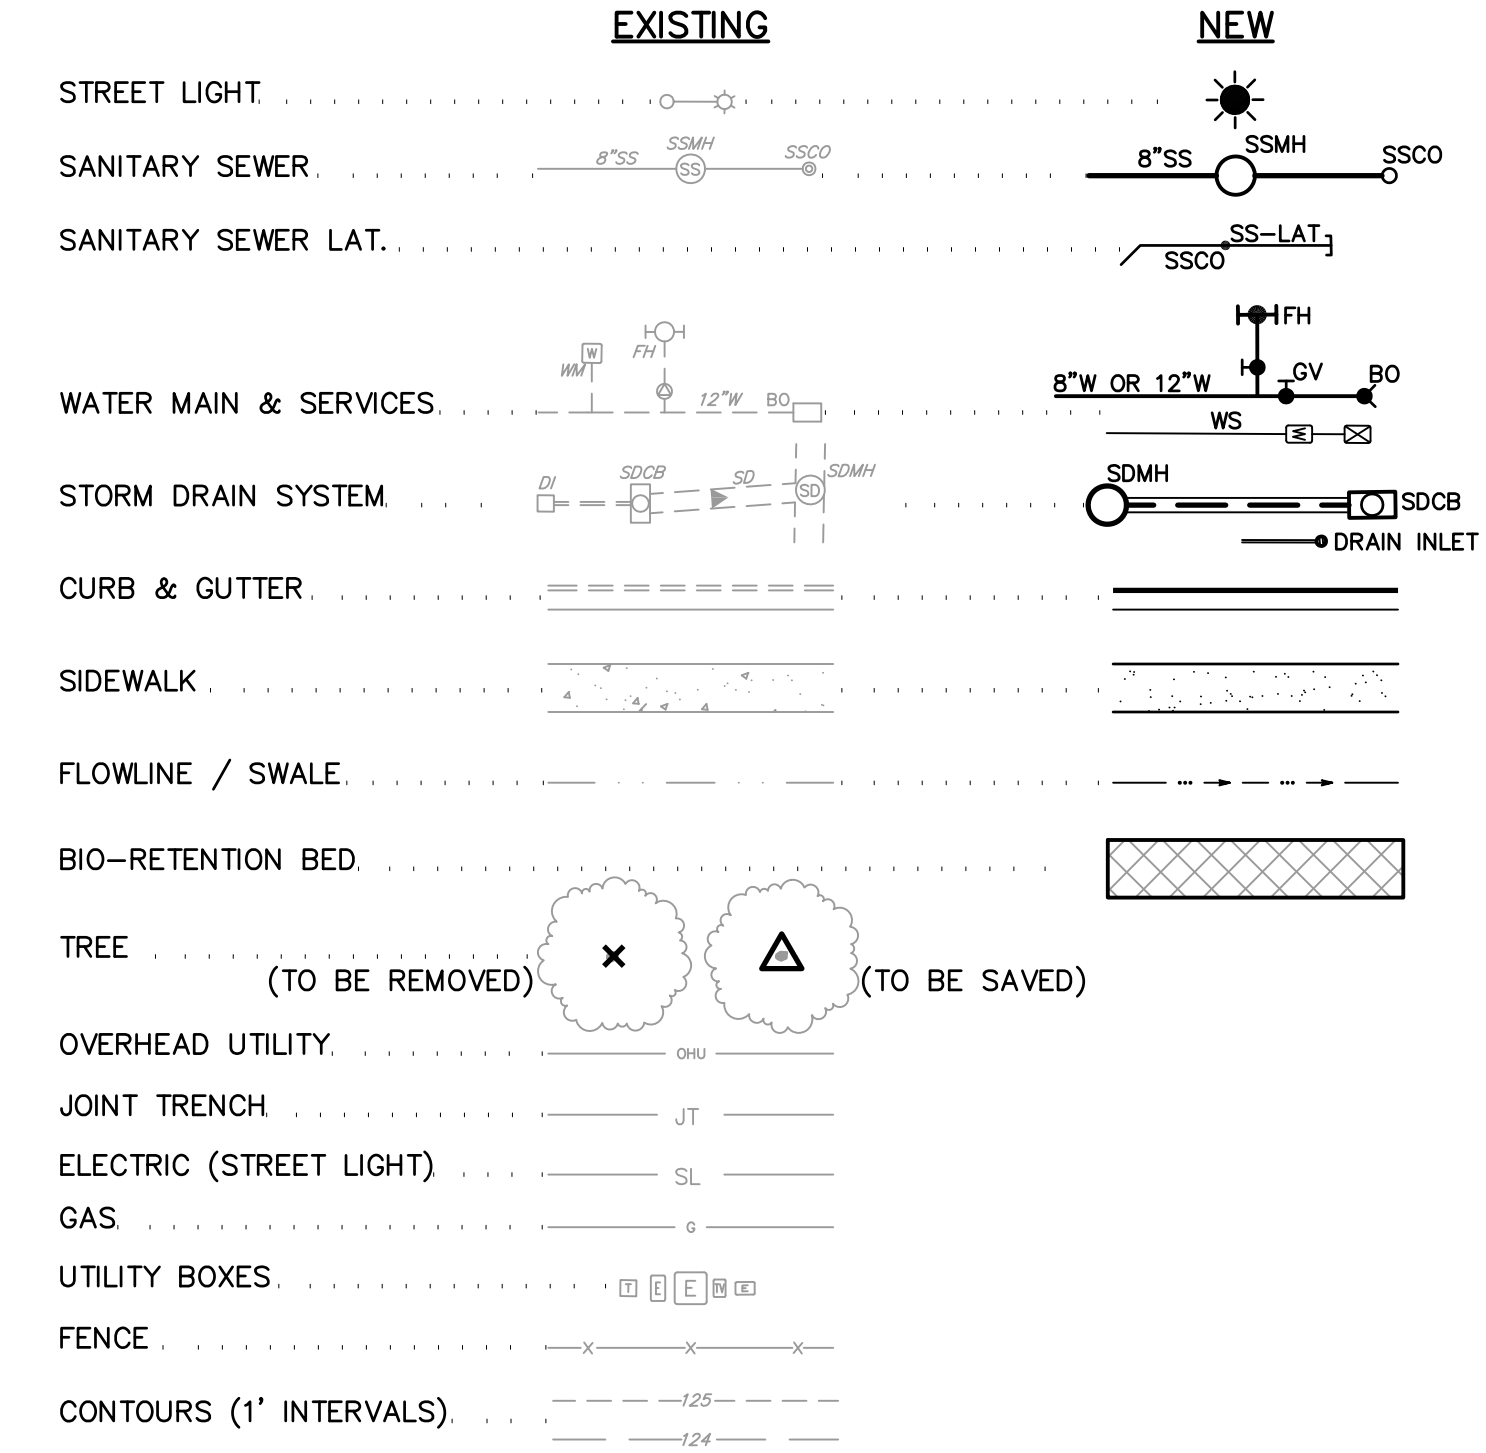 EXISTING NEW
STREET LIGHT
SANITARY SEWER 8"SS SSMH SS SSCO 8"SS SSMH SSCO
SANITARY SEWER LAT. SS-LAT SSCO
WATER MAIN & SERVICES W WM FH 12"W BO 8"W OR 12"W FH GV BO
WS W
STORM DRAIN SYSTEM DI SDCB SD SD SDMH SDMH SDCB
DRAIN INLET
CURB & GUTTER
SIDEWALK
FLOWLINE / SWALE
BIO-RETENTION BED
TREE
(TO BE REMOVED) (TO BE SAVED)
OVERHEAD UTILITY OHU
JOINT TRENCH JT
ELECTRIC (STREET LIGHT) SL
GAS G
UTILITY BOXES T E E TV E
FENCE X X X
CONTOURS (1' INTERVALS) 125
124